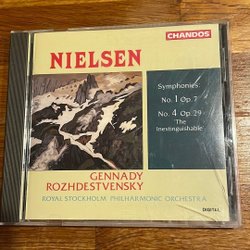 CHANDOS
NIELSEN
Symphonies:
No. 1 Op. 7
No. 4 Op. 29
'The
Inextinguishable'
GENNADY
ROZHDESTVENSKY
ROYAL STOCKHOLM PHILHARMONIC ORCHESTRA
DIGITAL